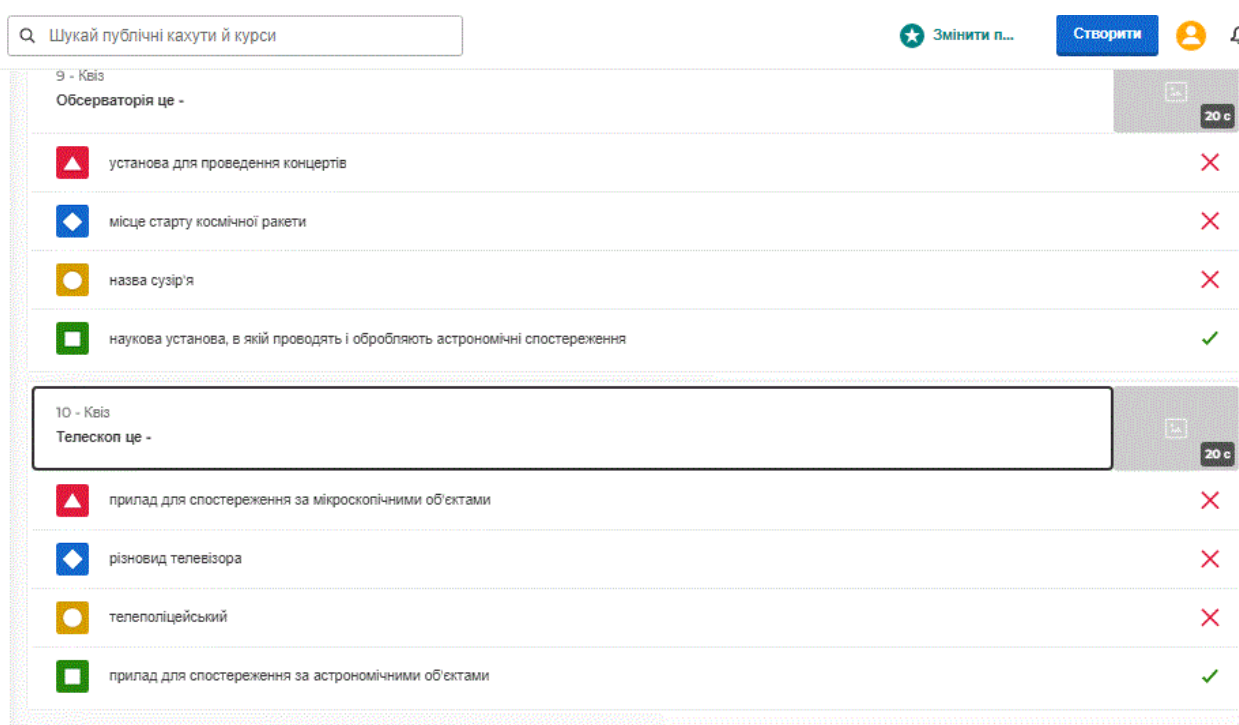 Шукай публічні кахути й курси
Змінити п...
Створити
9 - Квіз
Обсерваторія це -
20 с
установа для проведення концертів
місце старту космічної ракети
назва сузір'я
наукова установа, в якій проводять і обробляють астрономічні спостереження
10 - Квіз
Телескоп це -
20 с
прилад для спостереження за мікроскопічними об'єктами
різновид телевізора
телеполіцейський
прилад для спостереження за астрономічними об'єктами